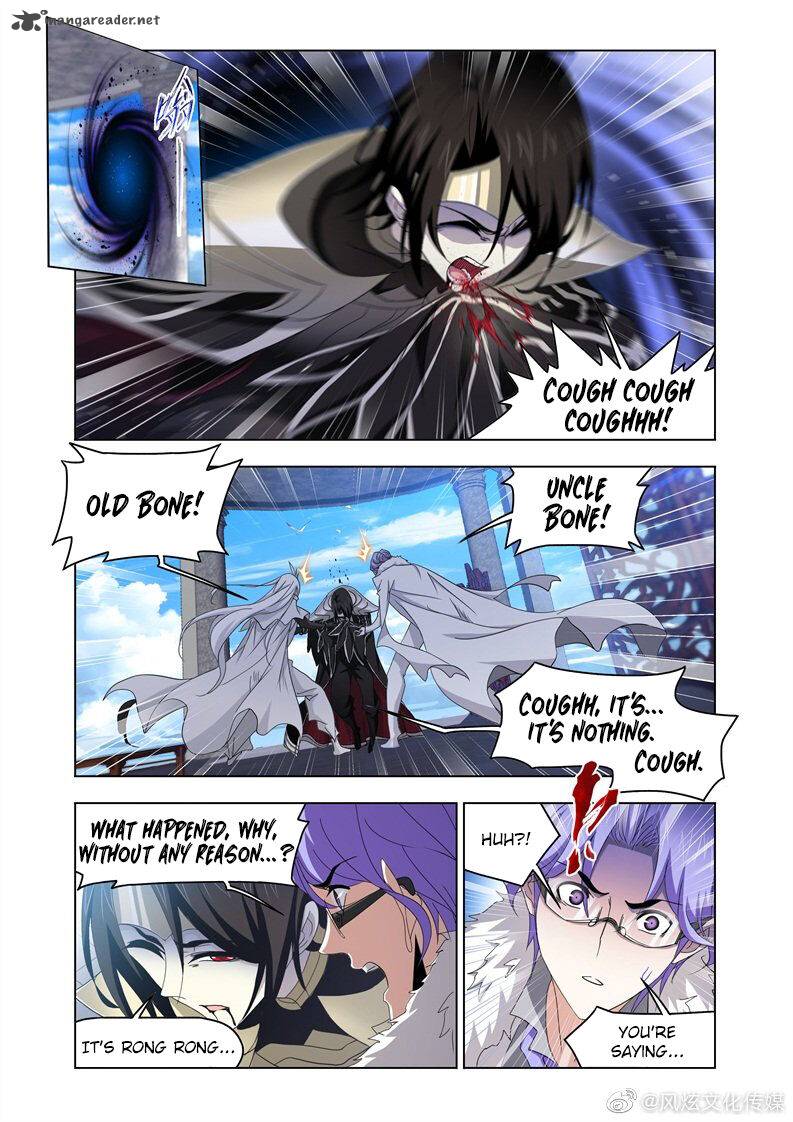 mangareader.net
COUGH COUGH
COUGHHH!
OLD BONE!
UNCLE
BONE!
COUGHH, IT'S...
IT'S NOTHING.
COUGH.
WHAT HAPPENED, WHY,
WITHOUT ANY REASON...?
HUH?!
IT'S RONG RONG...
YOU'RE
SAYING...
@风炫文化传媒